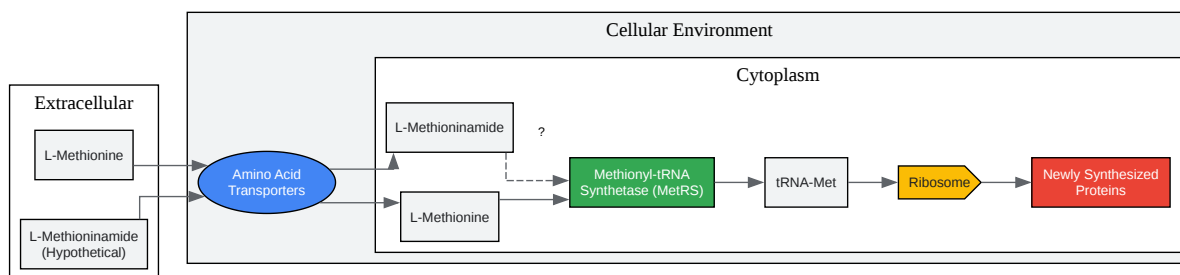 Cellular Environment
Cytoplasm
Extracellular
L-Methionine
L-Methioninamide
(Hypothetical)
Amino Acid
Transporters
L-Methioninamide
?
L-Methionine
Methionyl-tRNA
Synthetase (MetRS)
tRNA-Met
Ribosome
Newly Synthesized
Proteins